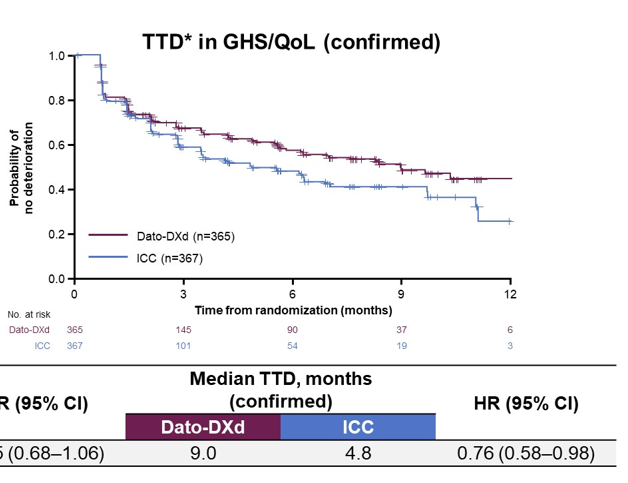 TTD* in GHS/QoL (confirmed)
Probability of
no deterioration
1.0
0.8
0.6
0.4
0.2
0.0
Dato-DXd (n=365)
ICC (n=367)
0 3 6 9 12
Time from randomization (months)
No. at risk
Dato-DXd 365 145 90 37 6
ICC 367 101 54 19 3
Median TTD, months
(confirmed)
R (95% CI) HR (95% CI)
Dato-DXd ICC
(0.68–1.06) 9.0 4.8 0.76 (0.58–0.98)